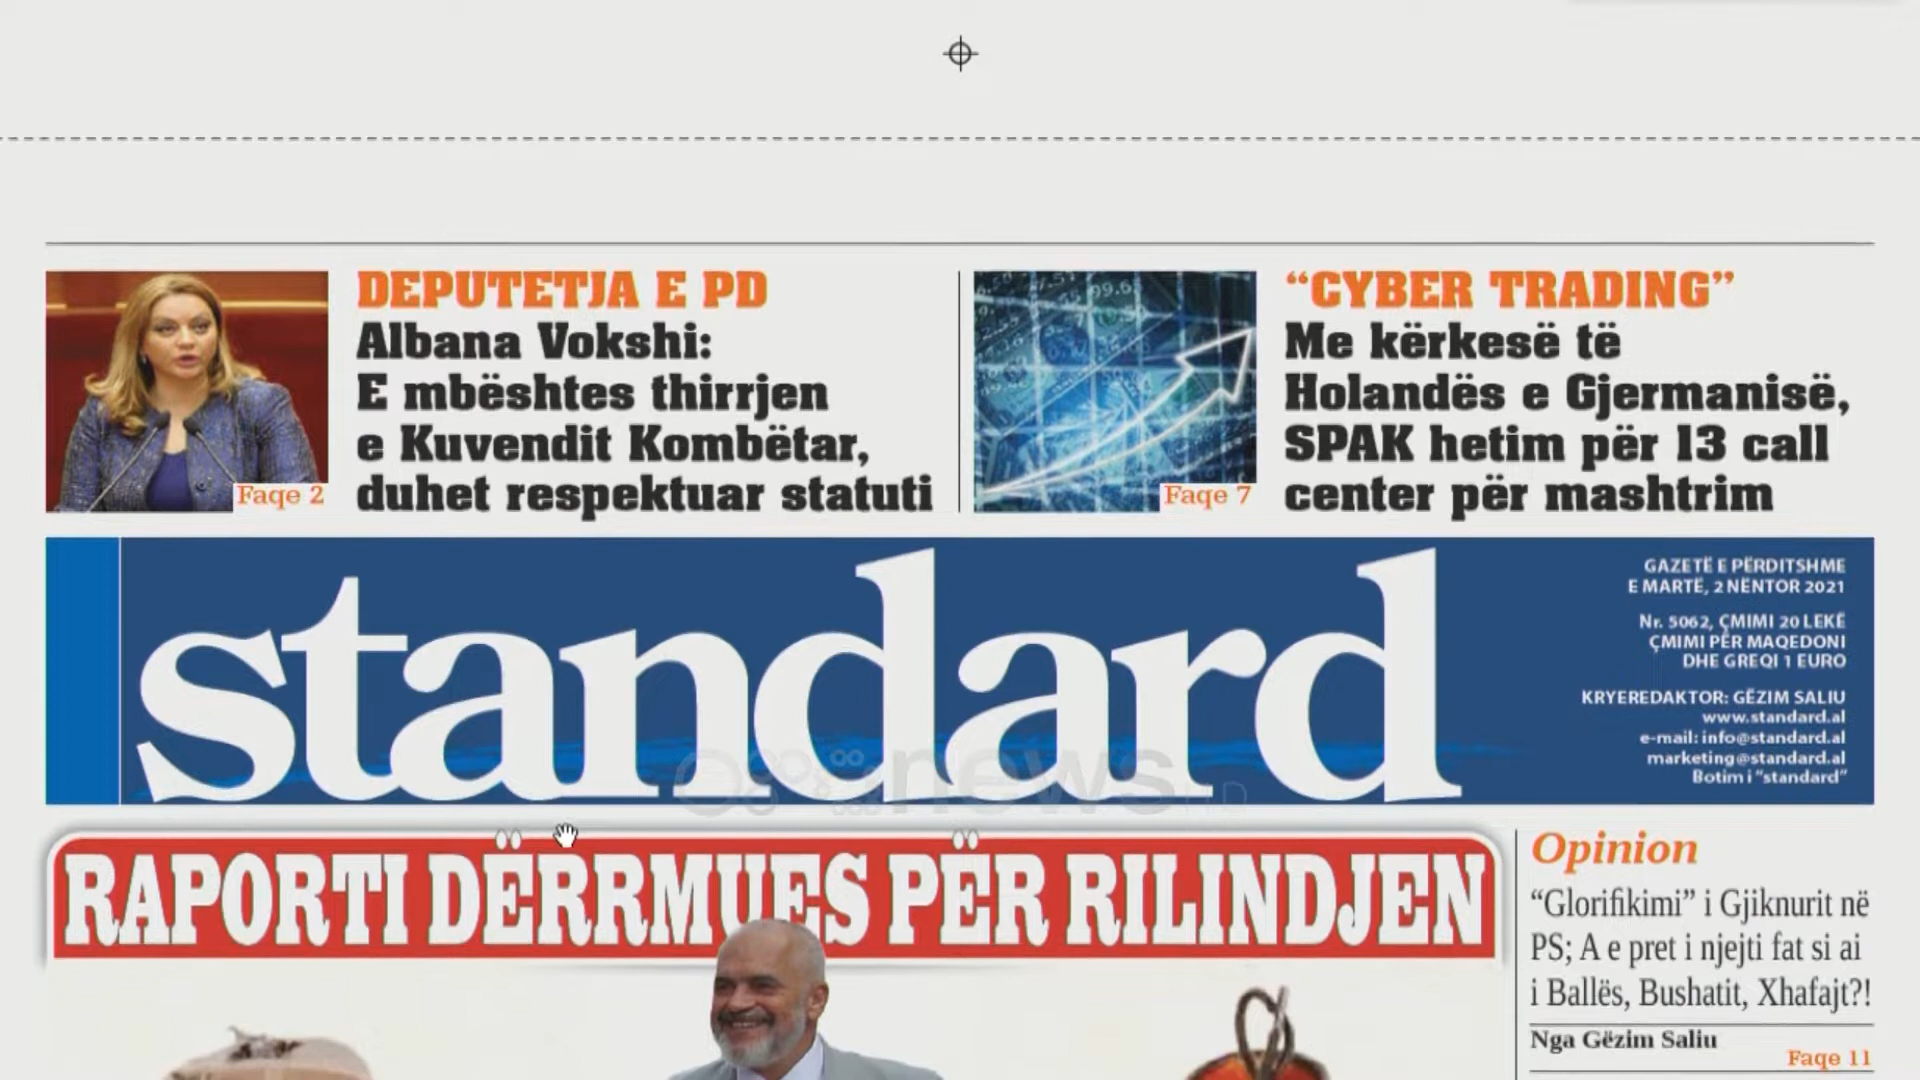 DEPUTETJA E PD
Albana Vokshi:
E mbështes thirrjen
e Kuvendit Kombëtar,
duhet respektuar statuti
Faqe 2
“CYBER TRADING”
Me kërkesë të
Holandës e Gjermanisë,
SPAK hetim për 13 call
center për mashtrim
Faqe 7
standard
GAZETË E PËRDITSHME
E MARTË, 2 NËNTOR 2021
Nr. 5062, ÇMIMI 20 LEKË
ÇMIMI PËR MAQEDONI
DHE GREQI 1 EURO
KRYEREDAKTOR: GËZIM SALIU
www.standard.al
e-mail: info@standard.al
marketing@standard.al
Botim i “standard”
news HD
RAPORTI DËRRMUES PËR RILINDJEN
Opinion
“Glorifikimi” i Gjiknurit në
PS; A e pret i njejti fat si ai
i Ballës, Bushatit, Xhafajt?!
Nga Gëzim Saliu
Faqe 11